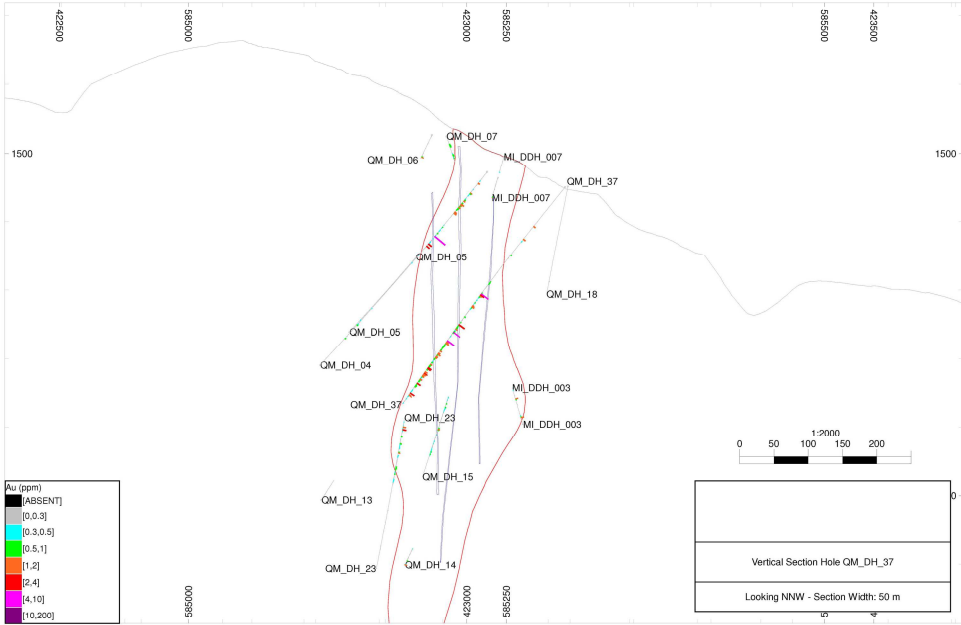 422500
585000
423000
585250
585500
423500
1500
1500
QM_DH_07
QM_DH_06
MI_DDH_007
QM_DH_37
MI_DDH_007
QM_DH_05
QM_DH_18
QM_DH_05
QM_DH_04
MI_DDH_003
QM_DH_37
QM_DH_23
MI_DDH_003
1:2000
0 50 100 150 200
QM_DH_15
QM_DH_13
0
QM_DH_23
QM_DH_14
Au (ppm)
[ABSENT]
[0,0.3]
[0.3,0.5]
[0.5,1]
[1,2]
[2,4]
[4,10]
[10,200]
Vertical Section Hole QM_DH_37
Looking NNW - Section Width: 50 m
585000
423000
585250